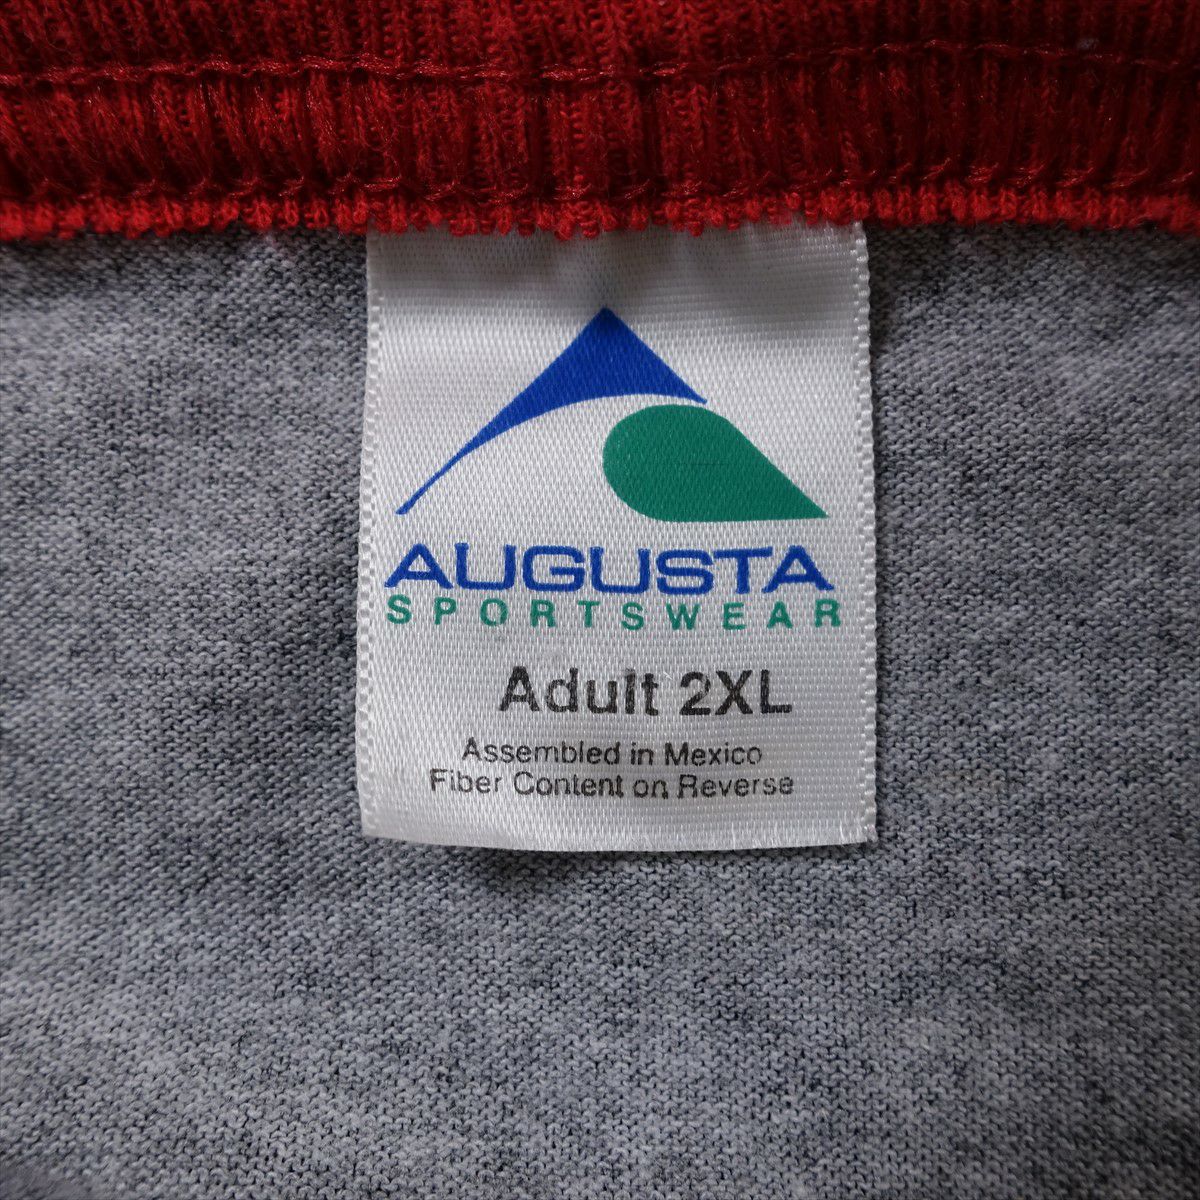 AUGUSTA
SPORTSWEAR
Adult 2XL
Assembled in Mexico
Fiber Content on Reverse